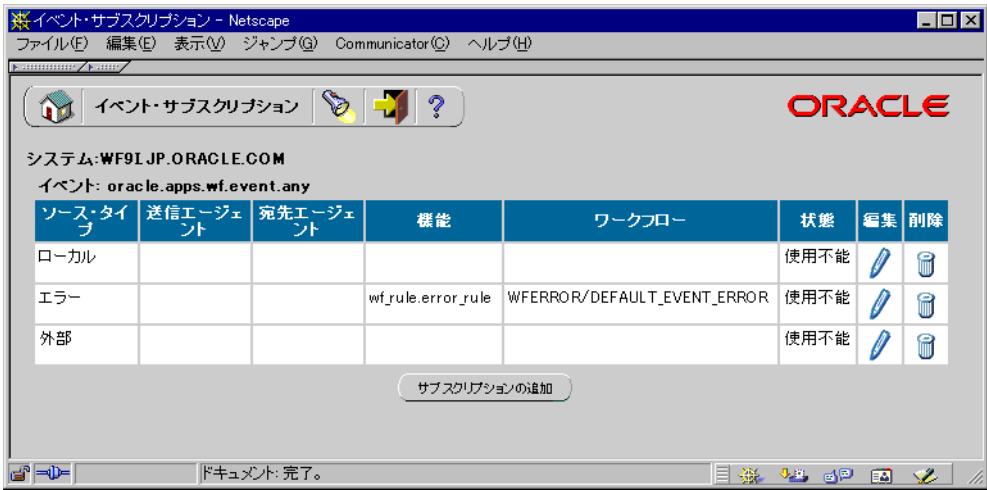 イベント・サブスクリプション - Netscape
ファイル(F) 編集(E) 表示(V) ジャンプ(G) Communicator(C) ヘルプ(H)
イベント・サブスクリプション ? ORACLE
システム:WF9IJP.ORACLE.COM
イベント: oracle.apps.wf.event.any
ソース・タイプ 送信エージェント 宛先エージェント 機能 ワークフロー 状態 編集 削除
ローカル 使用不能
エラー wf_rule.error_rule WFERROR/DEFAULT_EVENT_ERROR 使用不能
外部 使用不能
サブスクリプションの追加
ドキュメント: 完了。